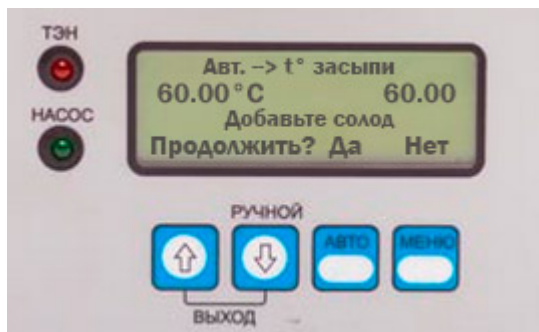 ТЭН
Авт. –> t° засыпи
60.00°C 60.00
НАСОС
Добавьте солод
Продолжить? Да Нет
РУЧНОЙ
АВТО МЕНЮ
ВЫХОД